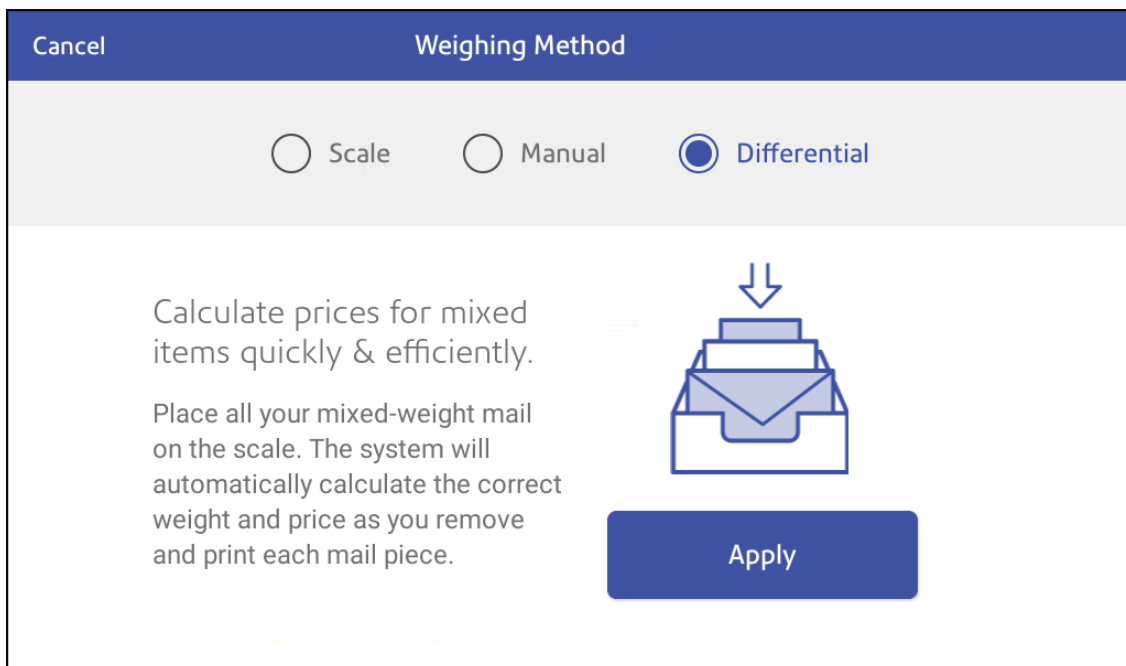 Cancel
Weighing Method
Scale
Manual
Differential
Calculate prices for mixed
items quickly & efficiently.
Place all your mixed-weight mail
on the scale. The system will
automatically calculate the correct
weight and price as you remove
and print each mail piece.
Apply